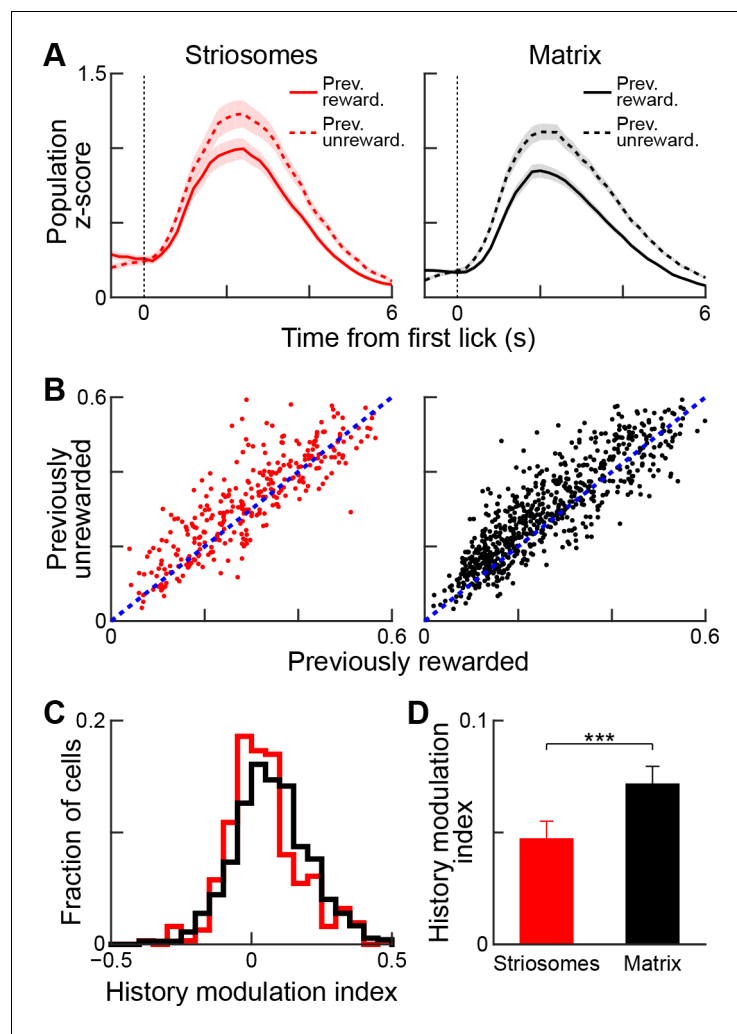 A
Striosomes
Matrix
1.5
Prev.
reward.
Prev.
unreward.
Prev.
reward.
Prev.
unreward.
Population
z-score
0
0
6
0
6
Time from first lick (s)
B
0.6
Previously
unrewarded
0
0
0.6
0
0.6
Previously rewarded
C
0.2
Fraction of cells
0
−0.5
0
0.5
History modulation index
D
0.1
***
History modulation
index
0
Striosomes
Matrix